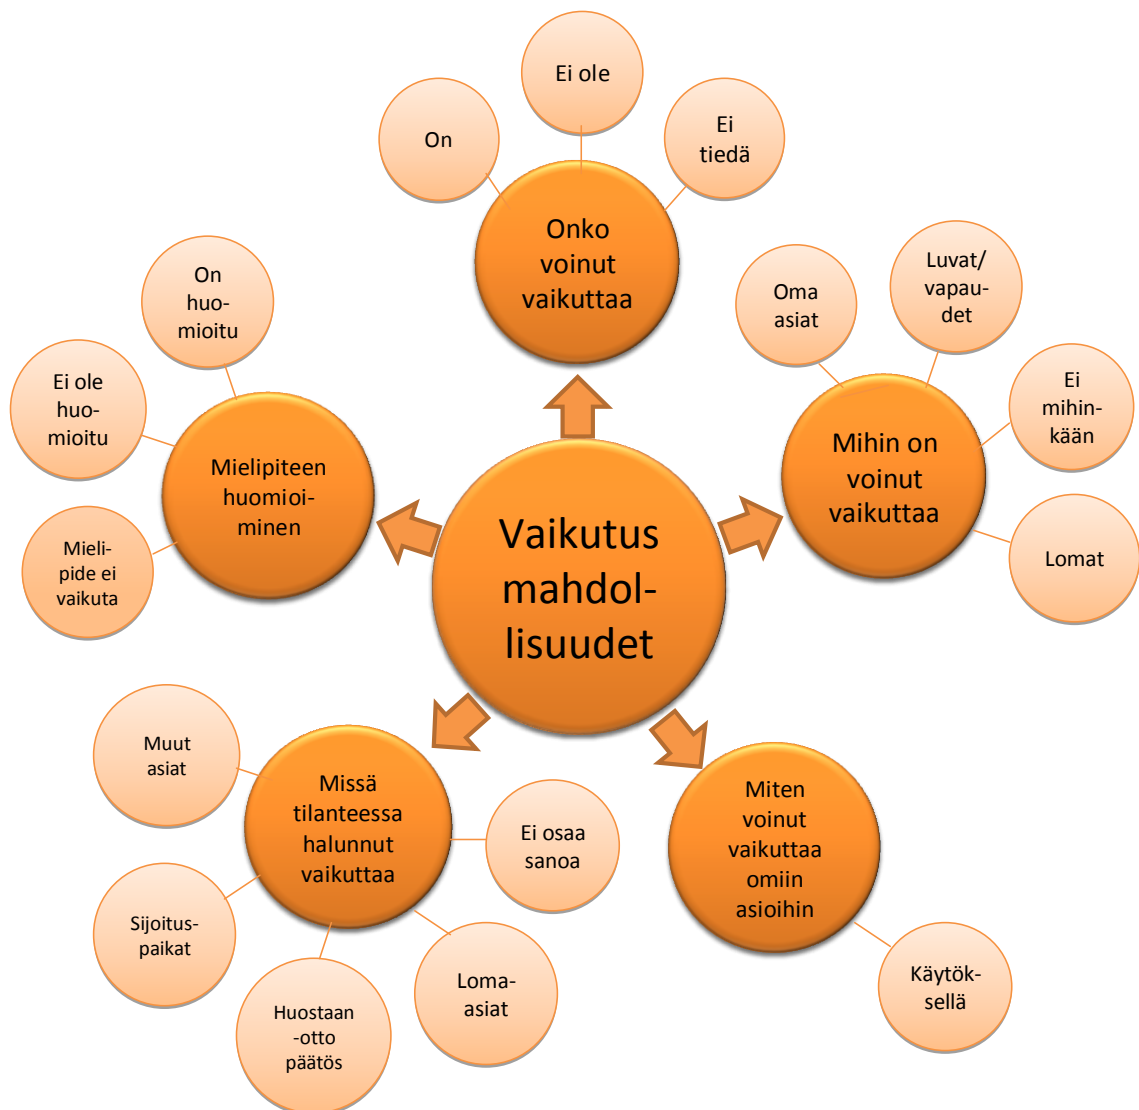 Ei ole
On
Ei
tiedä
Onko
voinut
vaikuttaa
On
huo-
mioitu
Ei ole
huo-
mioitu
Mieli-
pide ei
vaikuta
Mielipiteen
huomioi-
minen
Oma
asiat
Luvat/
vapau-
det
Ei
mihin-
kään
Lomat
Mihin on
voinut
vaikuttaa
Vaikutus
mahdol-
lisuudet
Muut
asiat
Sijoitus-
paikat
Huostaan
-otto
päätös
Loma-
asiat
Ei osaa
sanoa
Missä
tilanteessa
halunnut
vaikuttaa
Miten
voinut
vaikuttaa
omiin
asioihin
Käytök-
sellä